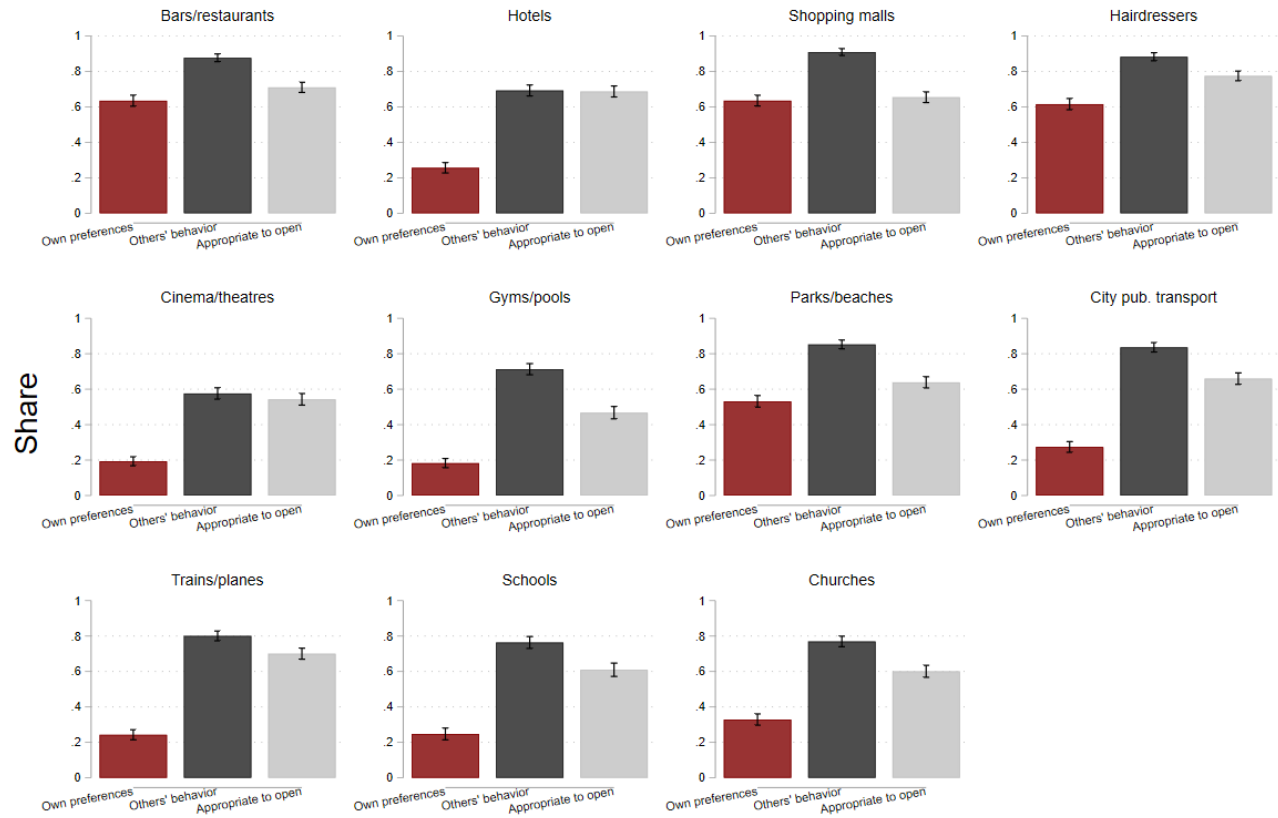 Bars/restaurants
Hotels
Shopping malls
Hairdressers
1
.8
.6
.4
.2
0
Own preferences
Others' behavior
Appropriate to open
1
.8
.6
.4
.2
0
Own preferences
Others' behavior
Appropriate to open
1
.8
.6
.4
.2
0
Own preferences
Others' behavior
Appropriate to open
1
.8
.6
.4
.2
0
Own preferences
Others' behavior
Appropriate to open
Share
Cinema/theatres
Gyms/pools
Parks/beaches
City pub. transport
1
.8
.6
.4
.2
0
Own preferences
Others' behavior
Appropriate to open
1
.8
.6
.4
.2
0
Own preferences
Others' behavior
Appropriate to open
1
.8
.6
.4
.2
0
Own preferences
Others' behavior
Appropriate to open
1
.8
.6
.4
.2
0
Own preferences
Others' behavior
Appropriate to open
Trains/planes
Schools
Churches
1
.8
.6
.4
.2
0
Own preferences
Others' behavior
Appropriate to open
1
.8
.6
.4
.2
0
Own preferences
Others' behavior
Appropriate to open
1
.8
.6
.4
.2
0
Own preferences
Others' behavior
Appropriate to open